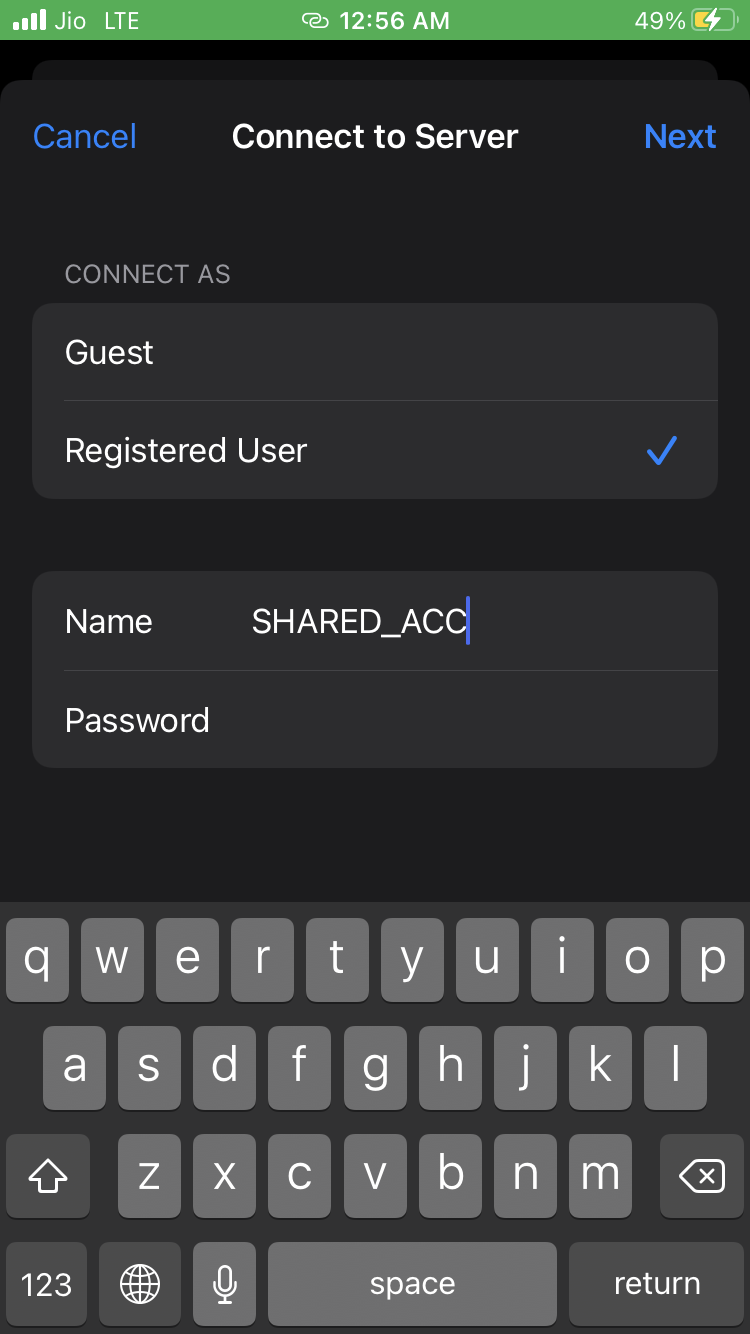 Jio LTE 12:56 AM 49%
Cancel Connect to Server Next
CONNECT AS
Guest
Registered User
Name SHARED_ACC
Password
q w e r t y u i o p
a s d f g h j k l
z x c v b n m
123 space return